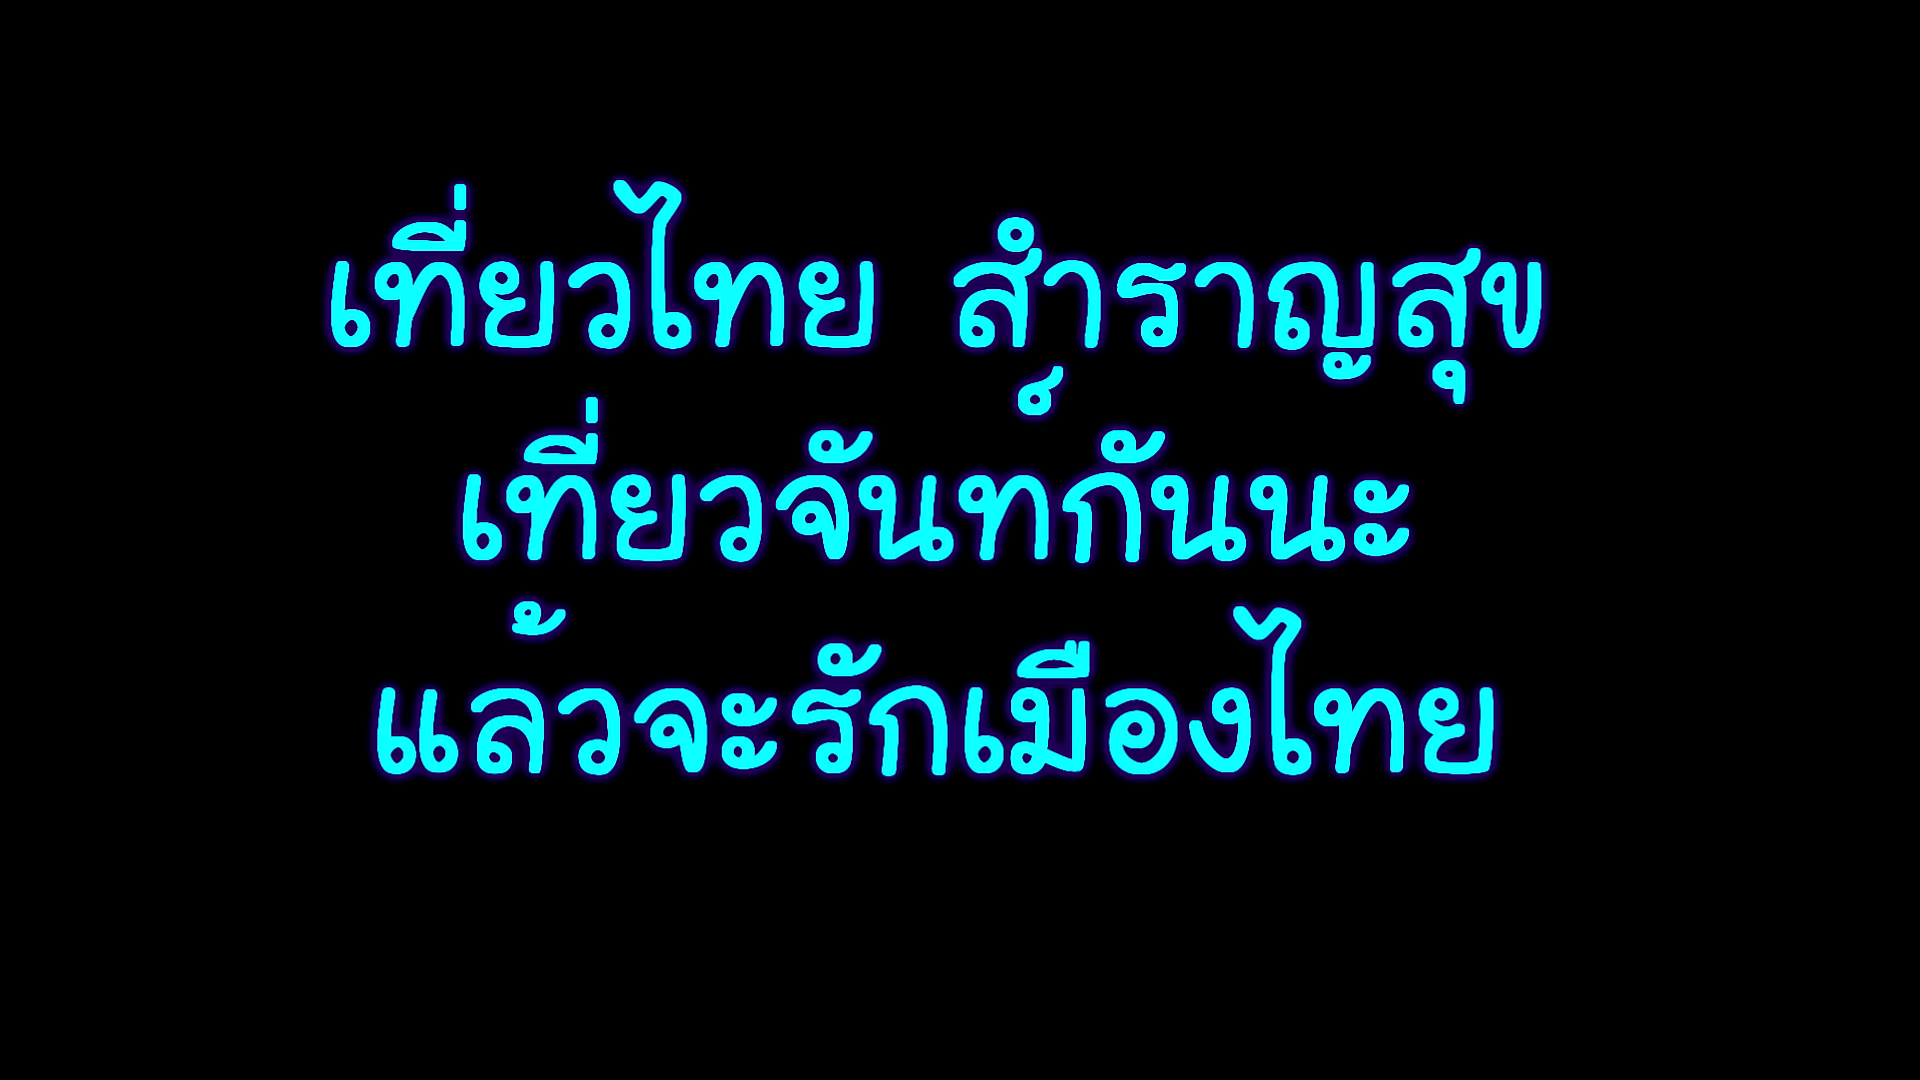 เที่ยวไทย สำราญสุข
เที่ยวจันท์กันนะ
แล้วจะรักเมืองไทย